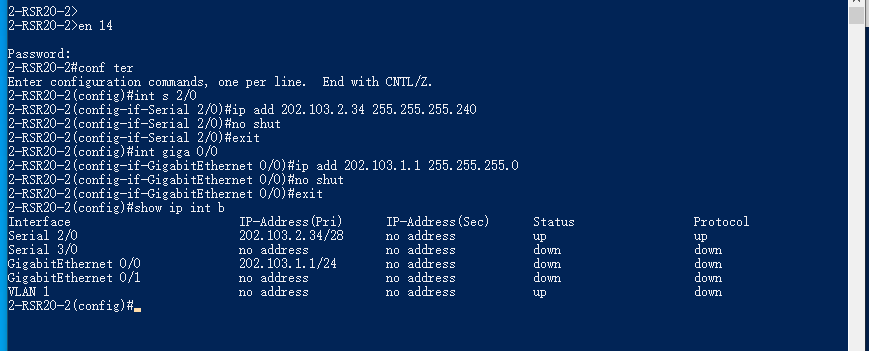 2-RSR20-2>
2-RSR20-2>en 14
Password:
2-RSR20-2#conf ter
Enter configuration commands, one per line.  End with CNTL/Z.
2-RSR20-2(config)#int s 2/0
2-RSR20-2(config-if-Serial 2/0)#ip add 202.103.2.34 255.255.255.240
2-RSR20-2(config-if-Serial 2/0)#no shut
2-RSR20-2(config-if-Serial 2/0)#exit
2-RSR20-2(config)#int giga 0/0
2-RSR20-2(config-if-GigabitEthernet 0/0)#ip add 202.103.1.1 255.255.255.0
2-RSR20-2(config-if-GigabitEthernet 0/0)#no shut
2-RSR20-2(config-if-GigabitEthernet 0/0)#exit
2-RSR20-2(config)#show ip int b
Interface IP-Address(Pri) IP-Address(Sec) Status Protocol
Serial 2/0 202.103.2.34/28 no address up up
Serial 3/0 no address no address down down
GigabitEthernet 0/0 202.103.1.1/24 no address down down
GigabitEthernet 0/1 no address no address down down
VLAN 1 no address no address up down
2-RSR20-2(config)#